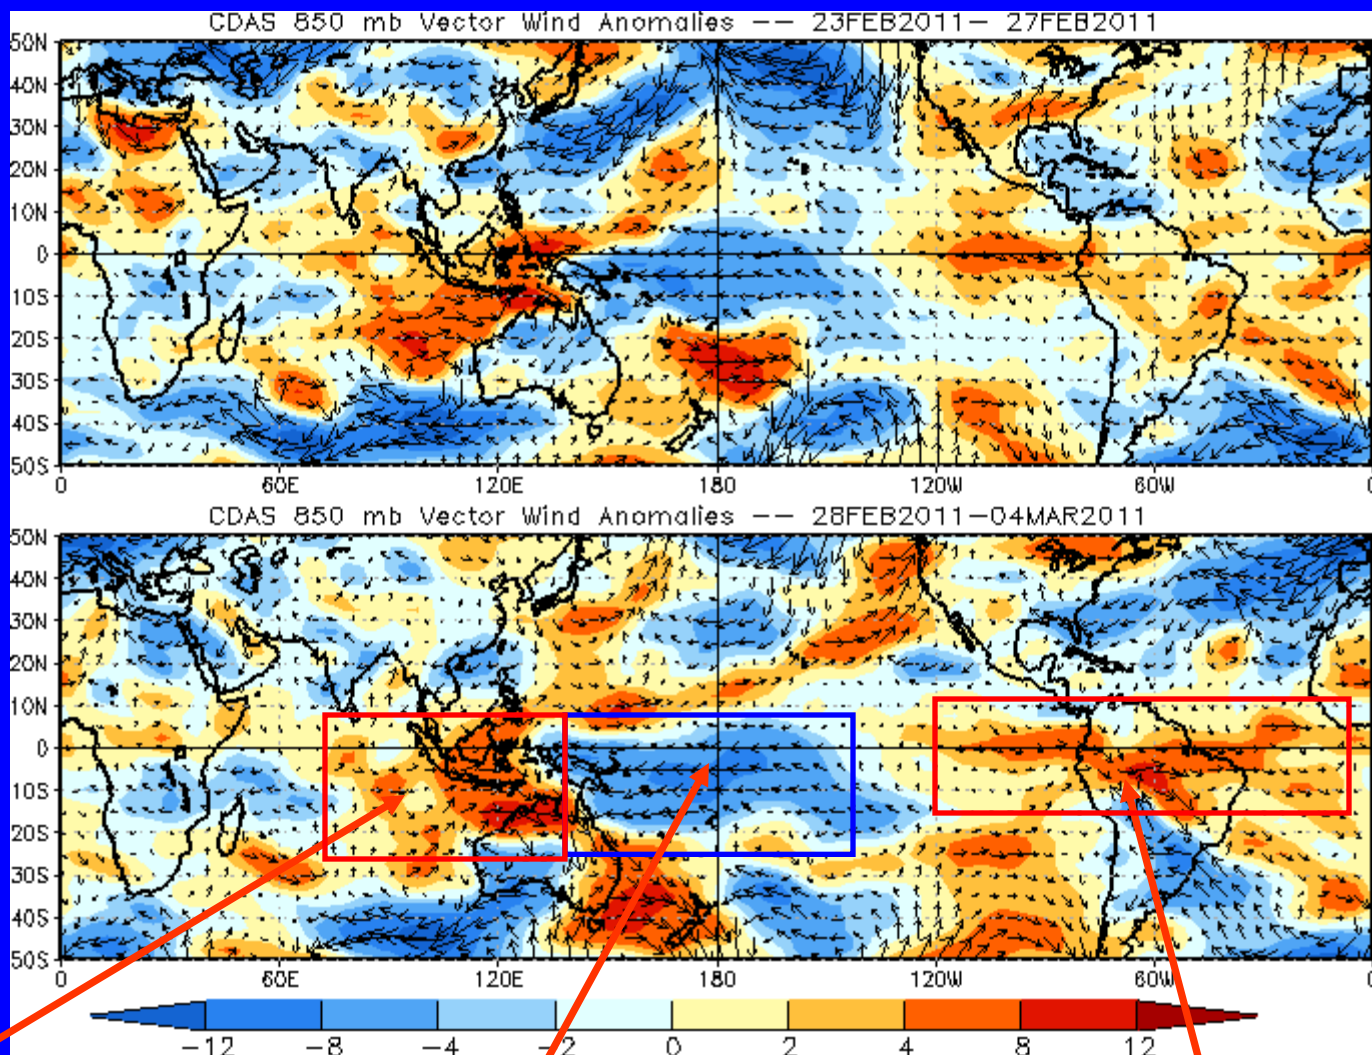 CDAS 850 mb Vector Wind Anomalies -- 23FEB2011- 27FEB2011
50N
40N
30N
20N
10N
0
10S
20S
30S
40S
50S
0 60E 120E 180 120W 60W 0
CDAS 850 mb Vector Wind Anomalies -- 28FEB2011-04MAR2011
50N
40N
30N
20N
10N
0
10S
20S
30S
40S
50S
0 60E 120E 180 120W 60W 0
-12 -8 -4 -2 0 2 4 8 12